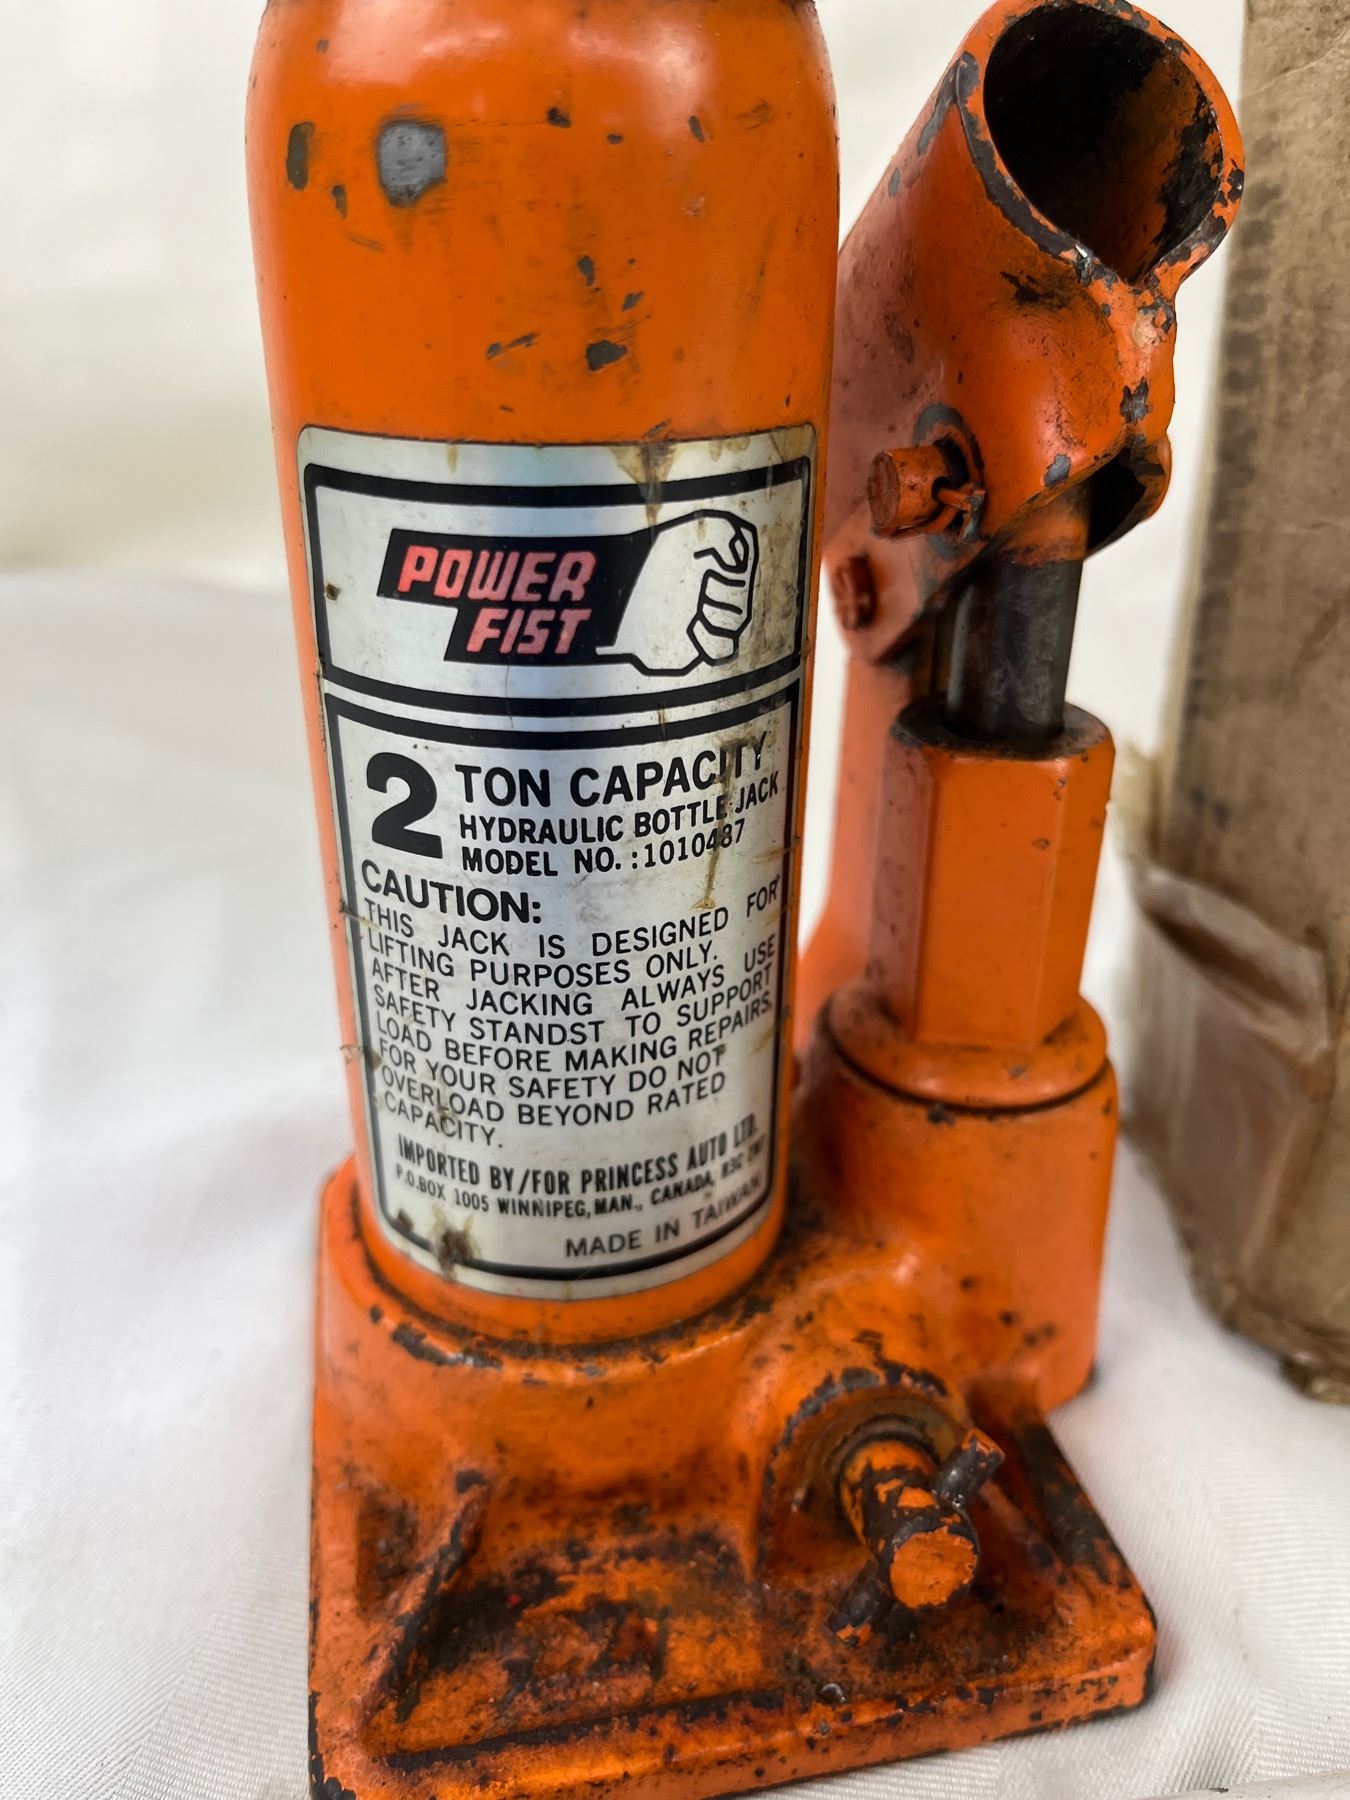 POWER
FIST
2 TON CAPACITY
HYDRAULIC BOTTLE JACK
MODEL NO.:1010487
CAUTION:
THIS JACK IS DESIGNED FOR
LIFTING PURPOSES ONLY.
AFTER JACKING ALWAYS USE
SAFETY STANDST TO SUPPORT
LOAD BEFORE MAKING REPAIRS.
FOR YOUR SAFETY DO NOT
OVERLOAD BEYOND RATED
CAPACITY.
IMPORTED BY/FOR PRINCESS AUTO LTD.
P.O.BOX 1005 WINNIPEG, MAN., CANADA,
MADE IN TAIWAN